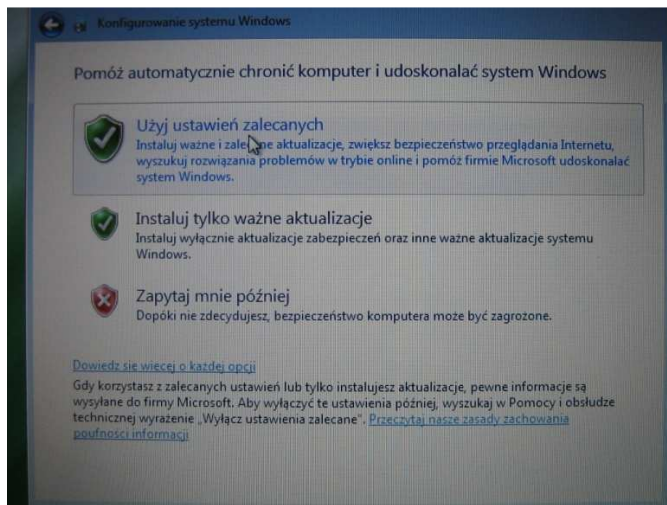 Konfigurowanie systemu Windows
Pomóż automatycznie chronić komputer i udoskonalać system Windows
Użyj ustawień zalecanych
Instaluj ważne i zalecane aktualizacje, zwiększ bezpieczeństwo przeglądania Internetu,
wyszukuj rozwiązania problemów w trybie online i pomóż firmie Microsoft udoskonalać
system Windows.
Instaluj tylko ważne aktualizacje
Instaluj wyłącznie aktualizacje zabezpieczeń oraz inne ważne aktualizacje systemu
Windows.
Zapytaj mnie później
Dopóki nie zdecydujesz, bezpieczeństwo komputera może być zagrożone.
Dowiedz się więcej o każdej opcji
Gdy korzystasz z zalecanych ustawień lub tylko instalujesz aktualizacje, pewne informacje są
wysyłane do firmy Microsoft. Aby wyłączyć te ustawienia później, wyszukaj w Pomocy i obsłudze
technicznej wyrażenie „Wyłącz ustawienia zalecane”. Przeczytaj nasze zasady zachowania
poufności informacji